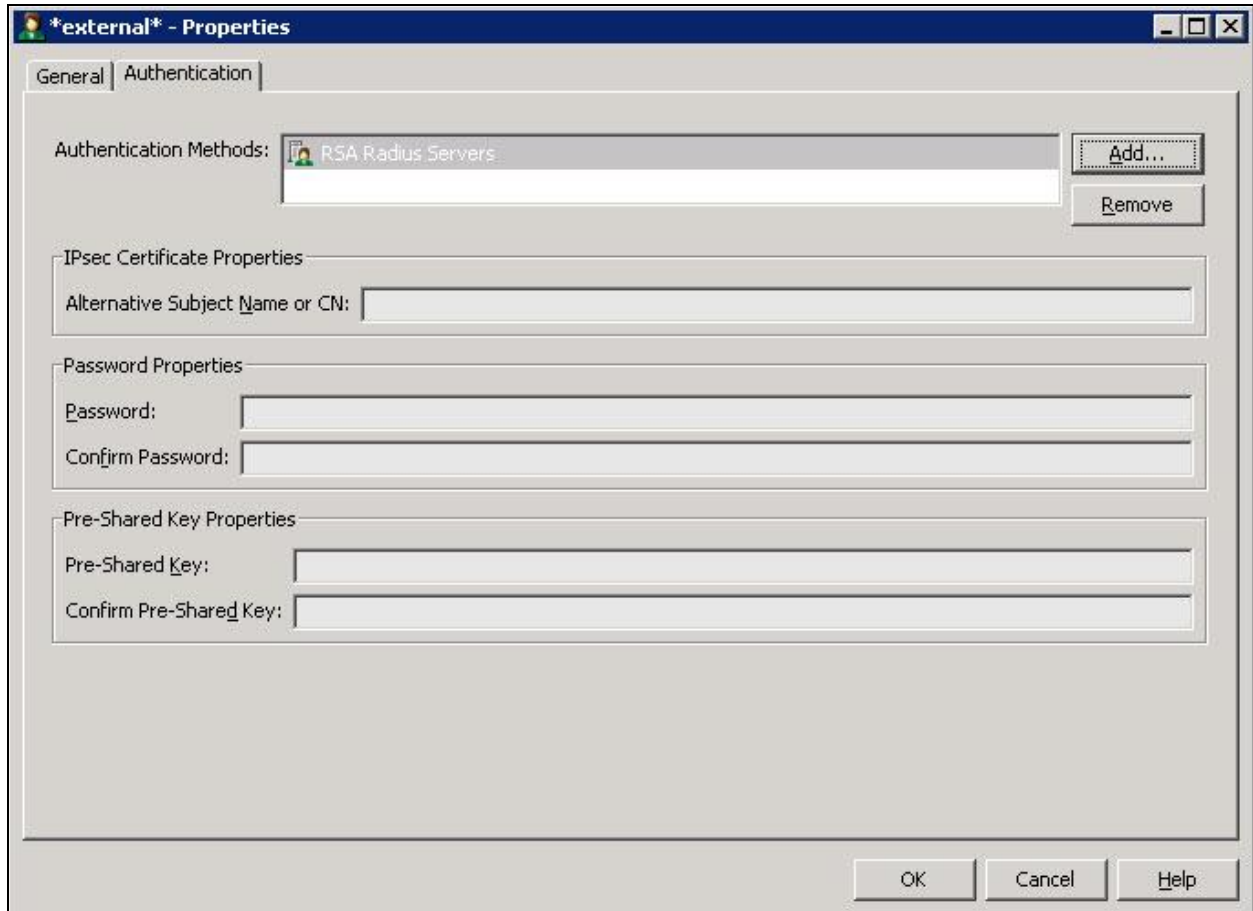 *external* - Properties
General Authentication
Authentication Methods: RSA Radius Servers Add...
Remove
IPsec Certificate Properties
Alternative Subject Name or CN:
Password Properties
Password:
Confirm Password:
Pre-Shared Key Properties
Pre-Shared Key:
Confirm Pre-Shared Key:
OK Cancel Help